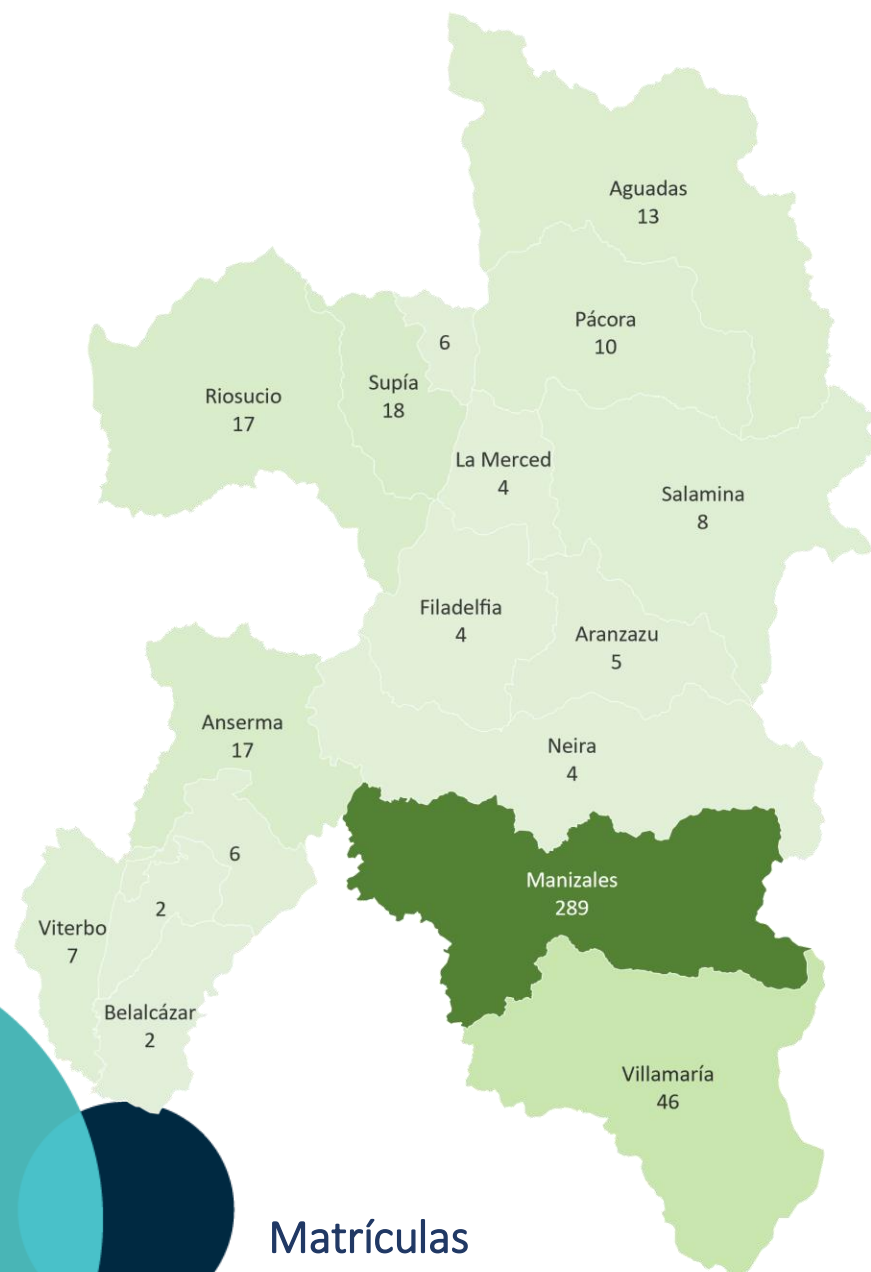 Aguadas
13
Pácora
10
6
Supía
18
Riosucio
17
La Merced
4
Salamina
8
Filadelfia
4
Aranzazu
5
Anserma
17
Neira
4
6
Manizales
289
2
Viterbo
7
Belalcázar
2
Villamaría
46
Matrículas